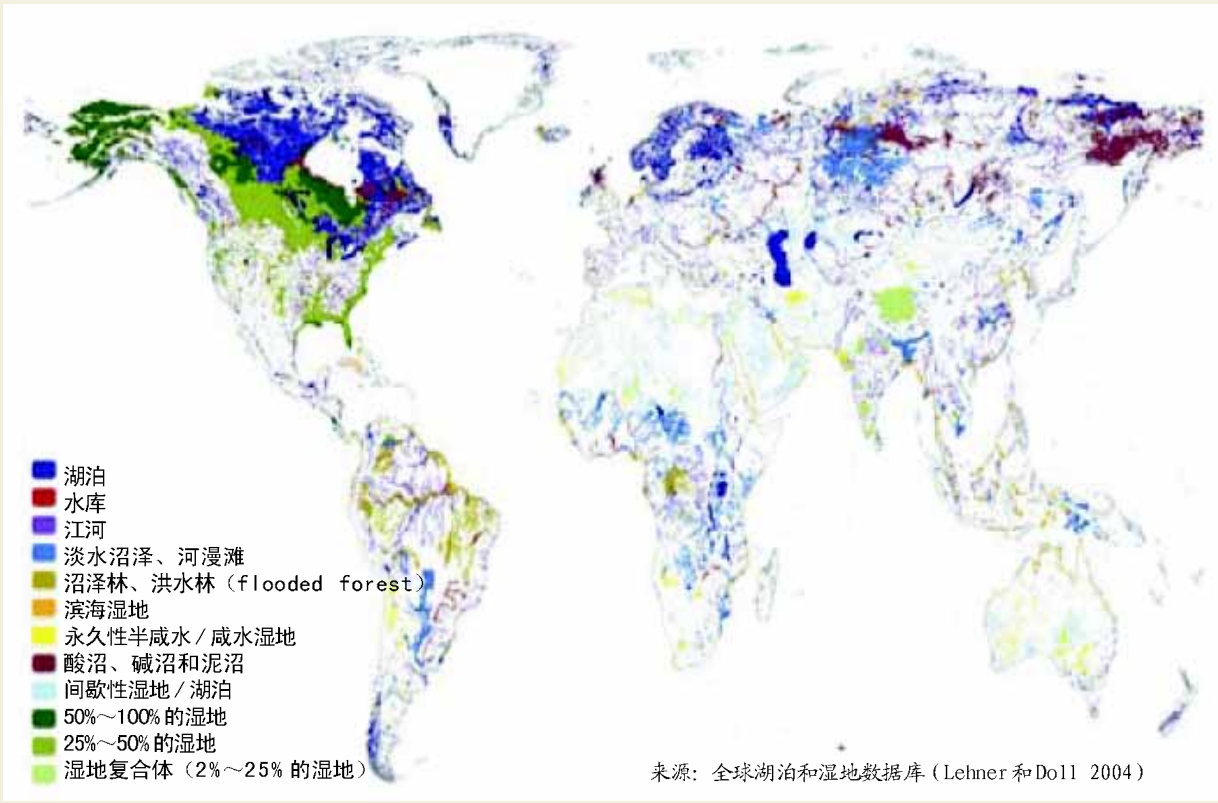 湖泊
水库
江河
淡水沼泽、河漫滩
沼泽林、洪水林（flooded forest）
滨海湿地
永久性半咸水/咸水湿地
酸沼、碱沼和泥沼
间歇性湿地/湖泊
50%～100%的湿地
25%～50%的湿地
湿地复合体（2%～25%的湿地）
来源: 全球湖泊和湿地数据库(Lehner和Doll 2004)